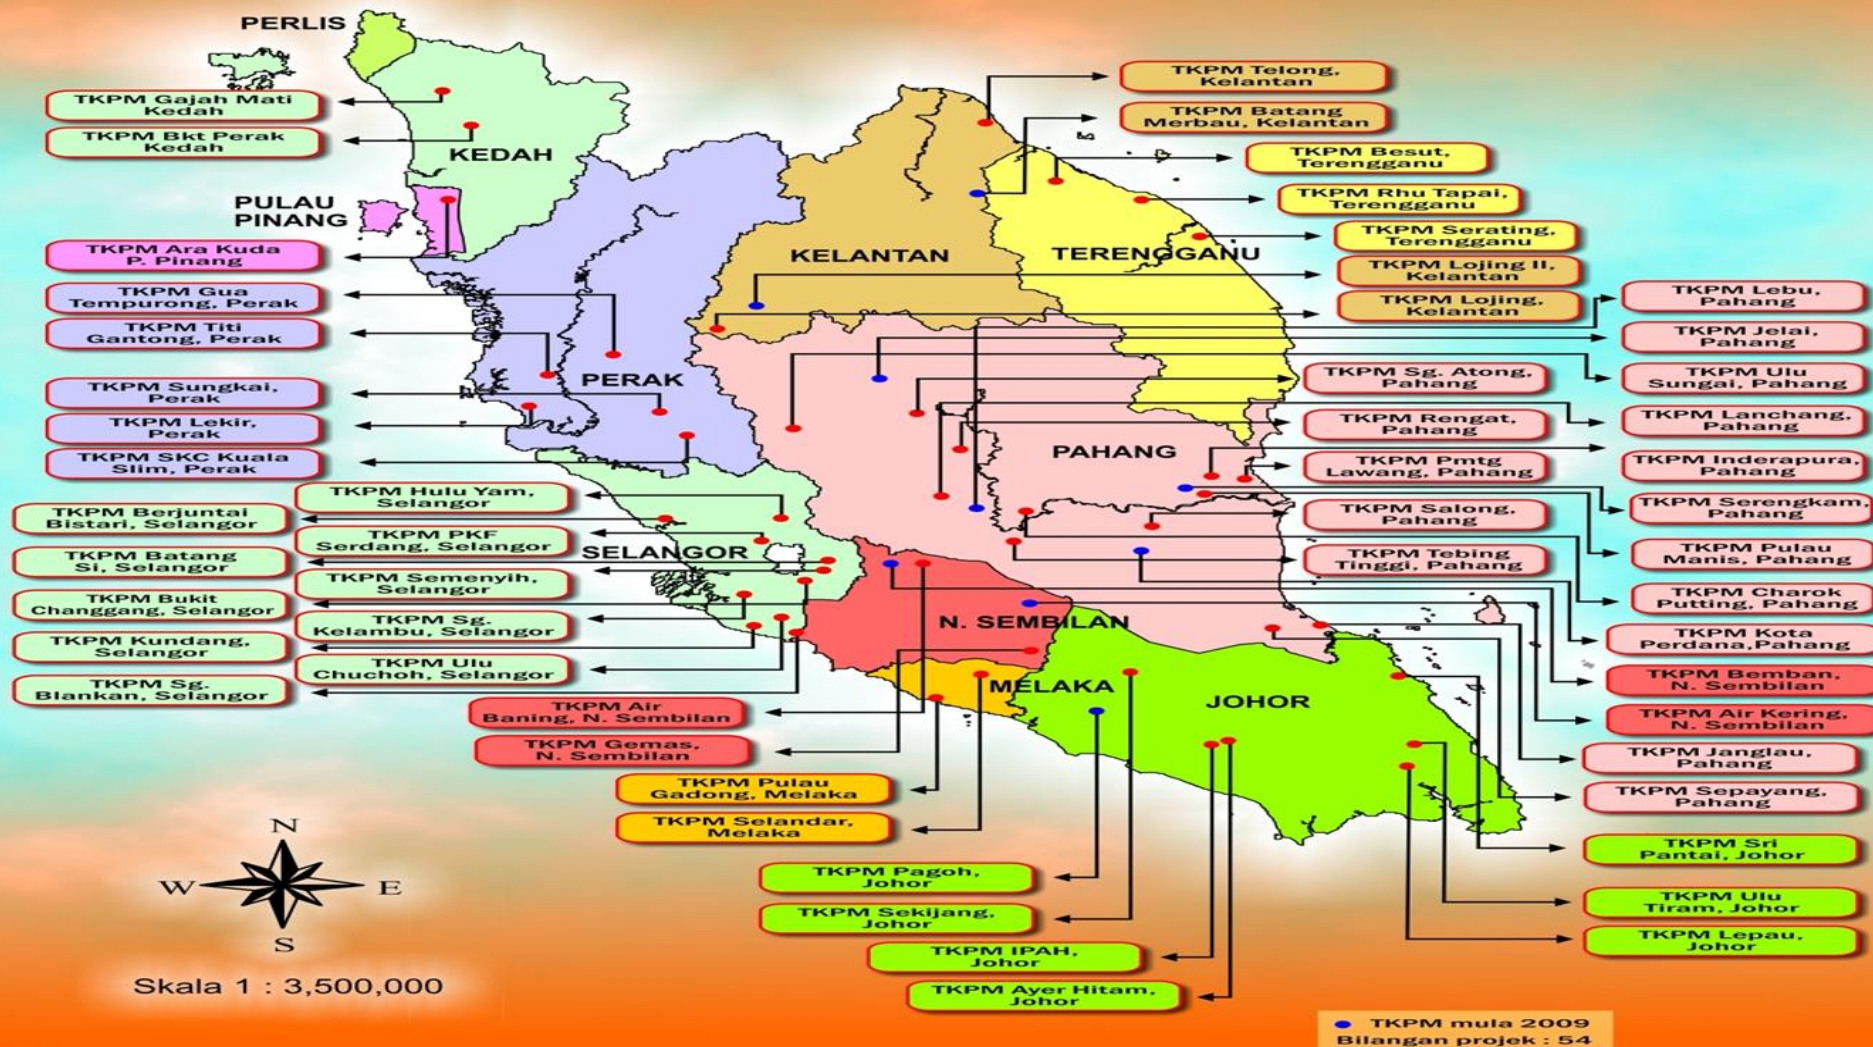 PERLIS
TKPM Gajah Mati
Kedah
TKPM Bkt Perak
Kedah
KEDAH
PULAU
PINANG
TKPM Ara Kuda
P. Pinang
TKPM Gua
Tempurong, Perak
TKPM Titi
Gantong, Perak
PERAK
TKPM Sungkai,
Perak
TKPM Lekir,
Perak
TKPM SKC Kuala
Slim, Perak
TKPM Hulu Yam,
Selangor
TKPM Berjuntai
Bistari, Selangor
TKPM PKF
Serdang, Selangor
SELANGOR
TKPM Batang
Si, Selangor
TKPM Semenyih,
Selangor
TKPM Bukit
Changgang, Selangor
TKPM Sg.
Kelambu, Selangor
TKPM Kundang,
Selangor
TKPM Ulu
Chuchoh, Selangor
TKPM Sg.
Blankan, Selangor
TKPM Air
Baning, N. Sembilan
TKPM Gemas,
N. Sembilan
TKPM Pulau
Gadong, Melaka
TKPM Selandar,
Melaka
TKPM Pagoh,
Johor
TKPM Sekijang,
Johor
TKPM IPAH,
Johor
TKPM Ayer Hitam,
Johor
TKPM Telong,
Kelantan
TKPM Batang
Merbau, Kelantan
TKPM Besut,
Terengganu
TKPM Rhu Tapai,
Terengganu
TKPM Serating,
Terengganu
KELANTAN
TERENGGANU
TKPM Lojing II,
Kelantan
TKPM Lojing,
Kelantan
TKPM Lebu,
Pahang
TKPM Jelai,
Pahang
TKPM Sg. Atong,
Pahang
TKPM Ulu
Sungai, Pahang
TKPM Rengat,
Pahang
TKPM Lanchang,
Pahang
PAHANG
TKPM Pmtg
Lawang, Pahang
TKPM Inderapura,
Pahang
TKPM Salong,
Pahang
TKPM Serengkam,
Pahang
TKPM Tebing
Tinggi, Pahang
TKPM Pulau
Manis, Pahang
TKPM Charok
Putting, Pahang
N. SEMBILAN
TKPM Kota
Perdana,Pahang
TKPM Bemban,
N. Sembilan
MELAKA
JOHOR
TKPM Air Kering,
N. Sembilan
TKPM Janglau,
Pahang
TKPM Sepayang,
Pahang
TKPM Sri
Pantai, Johor
TKPM Ulu
Tiram, Johor
TKPM Lepau,
Johor
N
W
E
S
Skala 1 : 3,500,000
TKPM mula 2009
Bilangan projek : 54